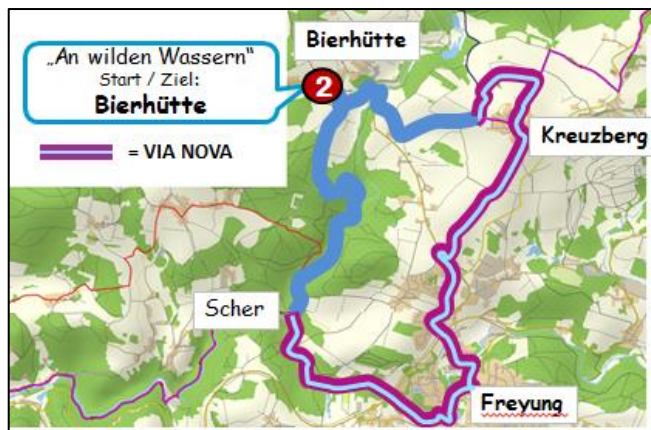 „An wilden Wassern“
Start / Ziel:
Bierhütte
2
= VIA NOVA
Bierhütte
Kreuzberg
Scher
Freyung